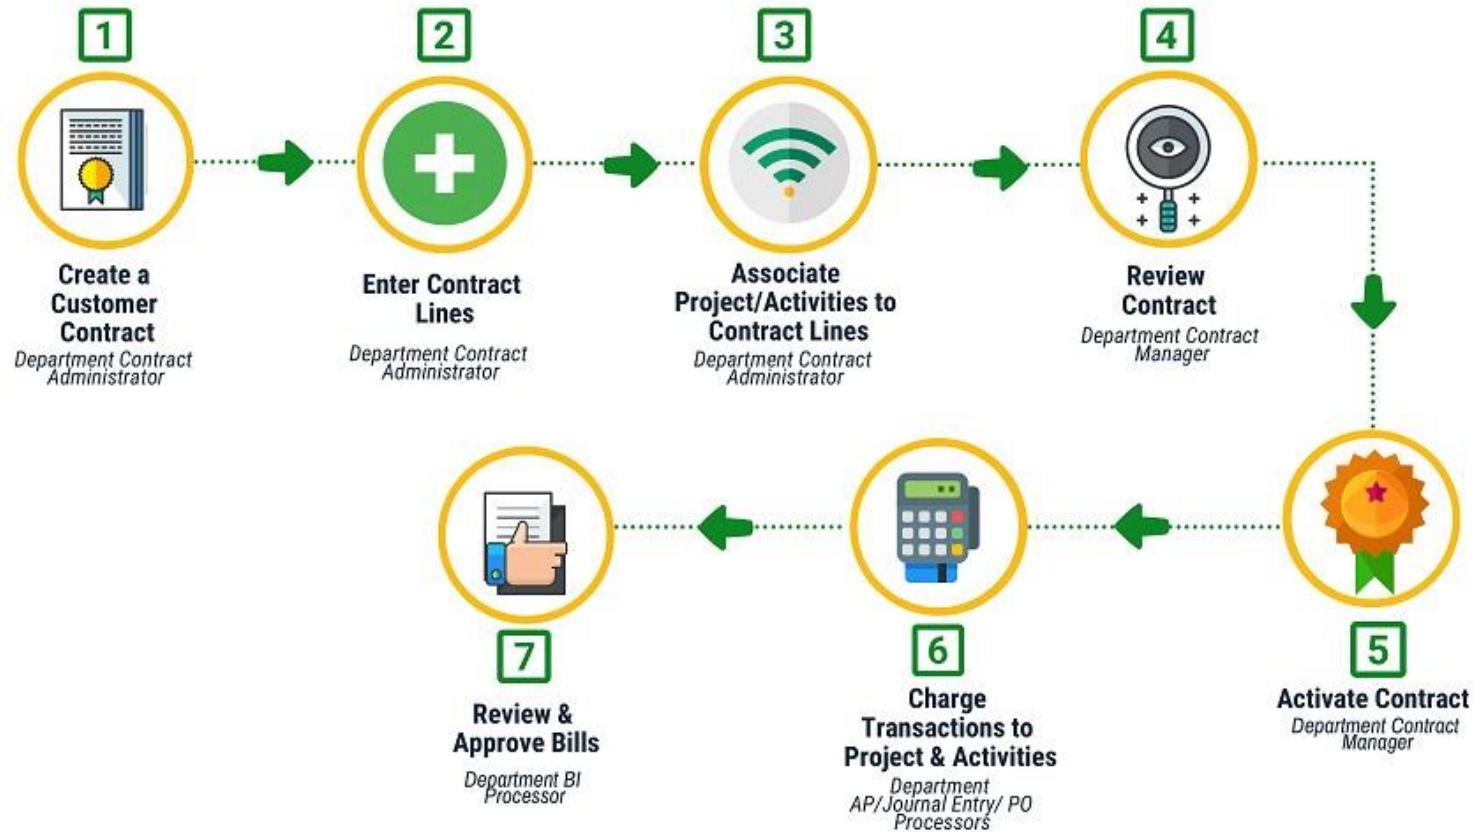 1
Create a
Customer
Contract
Department Contract
Administrator
2
Enter Contract
Lines
Department Contract
Administrator
3
Associate
Project/Activities to
Contract Lines
Department Contract
Administrator
4
Review
Contract
Department Contract
Manager
5
Activate Contract
Department Contract
Manager
6
Charge
Transactions to
Project & Activities
Department
AP/Journal Entry/ PO
Processors
7
Review &
Approve Bills
Department BI
Processor